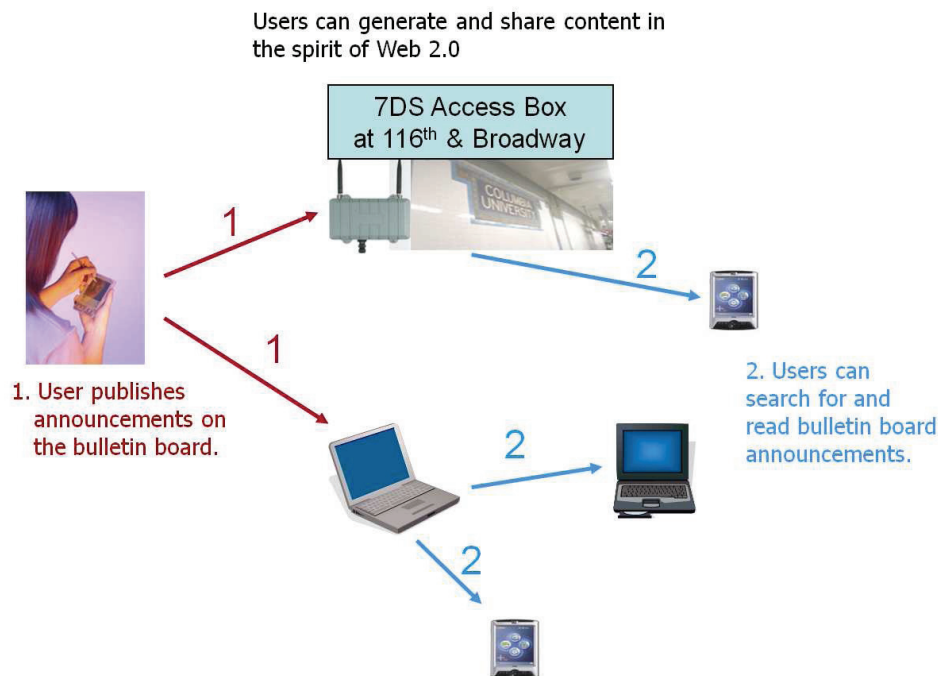 Users can generate and share content in
the spirit of Web 2.0
7DS Access Box
at 116th & Broadway
COLUMBIA
UNIVERSITY
1
2
1
1. User publishes
announcements on
the bulletin board.
2. Users can
search for and
read bulletin board
announcements.
2
2